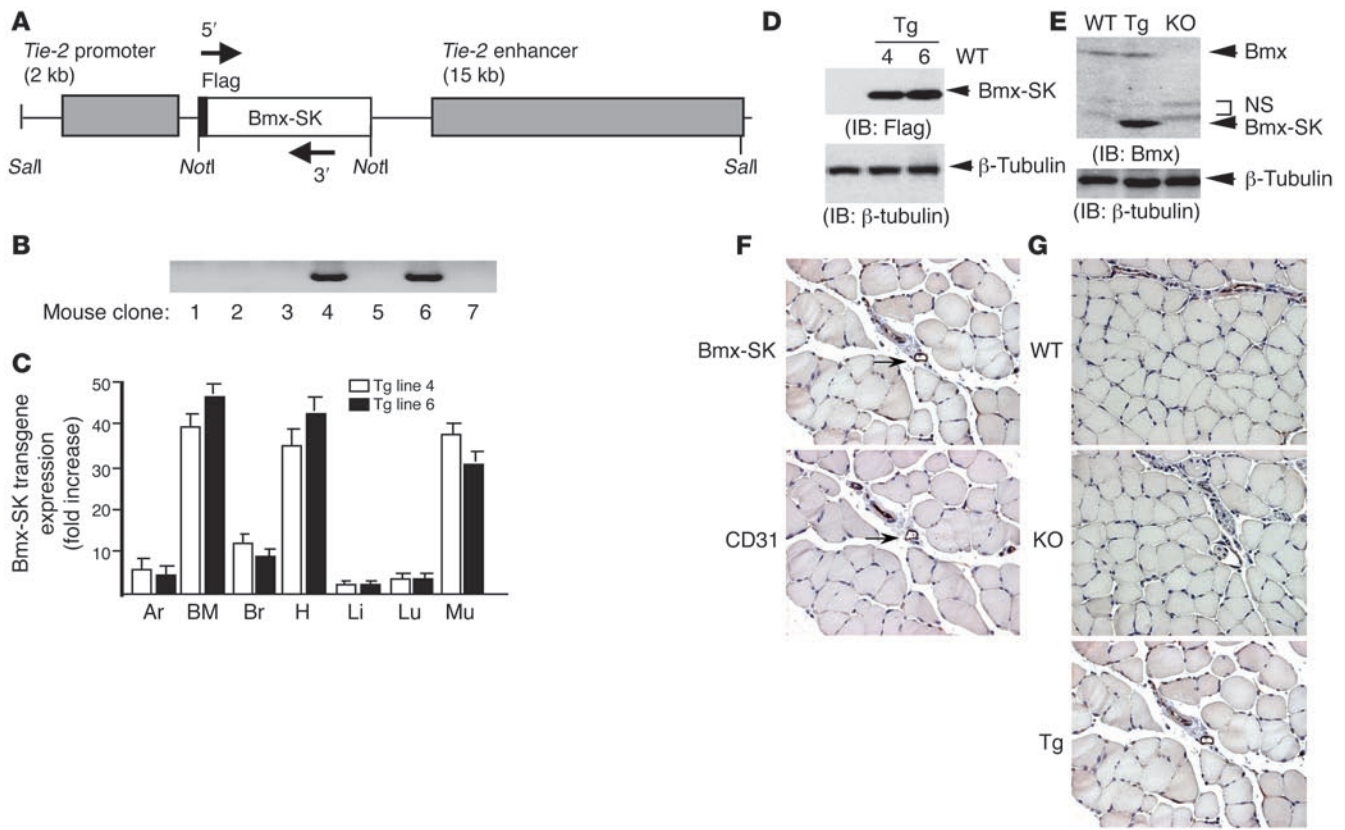 A
5′
Tie-2 promoter
(2 kb)
Flag
Tie-2 enhancer
(15 kb)
Bmx-SK
SalI
NotI
3′
NotI
SalI
B
Mouse clone: 1 2 3 4 5 6 7
C
Bmx-SK transgene
expression
(fold increase)
50
40
30
20
10
Tg line 4
Tg line 6
Ar BM Br H Li Lu Mu
D
Tg
4 6 WT
Bmx-SK
(IB: Flag)
β-Tubulin
(IB: β-tubulin)
E
WT Tg KO
Bmx
NS
Bmx-SK
(IB: Bmx)
β-Tubulin
(IB: β-tubulin)
F
Bmx-SK
CD31
G
WT
KO
Tg